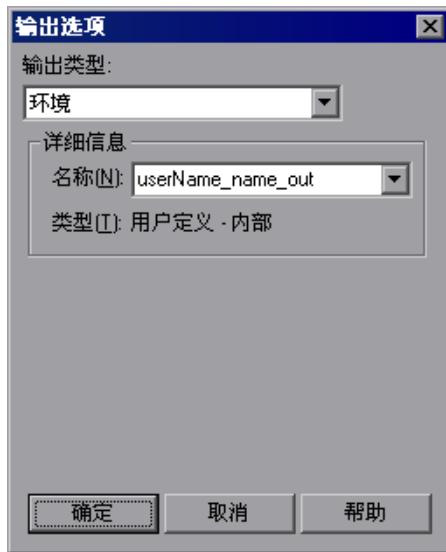 输出选项
输出类型:
环境
详细信息
名称(N): userName_name_out
类型(T): 用户定义 - 内部
确定 取消 帮助